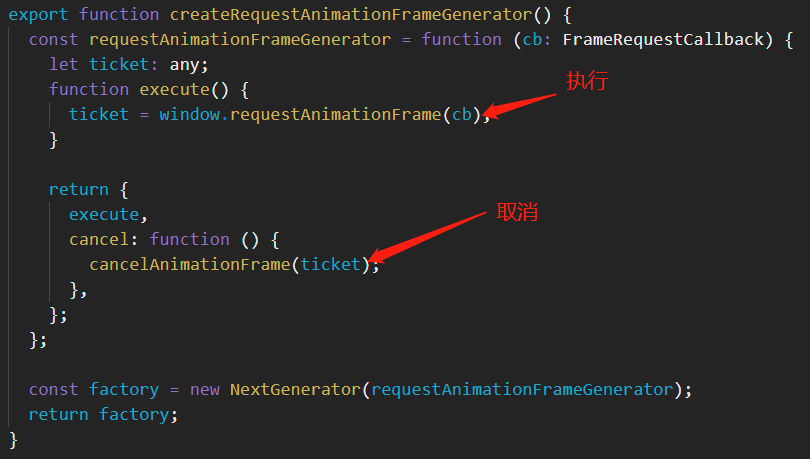 export function createRequestAnimationFrameGenerator() {
  const requestAnimationFrameGenerator = function (cb: FrameRequestCallback) {
    let ticket: any;
    function execute() {
执行
      ticket = window.requestAnimationFrame(cb);
    }
    return {
      execute,
取消
      cancel: function () {
        cancelAnimationFrame(ticket);
      },
    };
  };
  const factory = new NextGenerator(requestAnimationFrameGenerator);
  return factory;
}